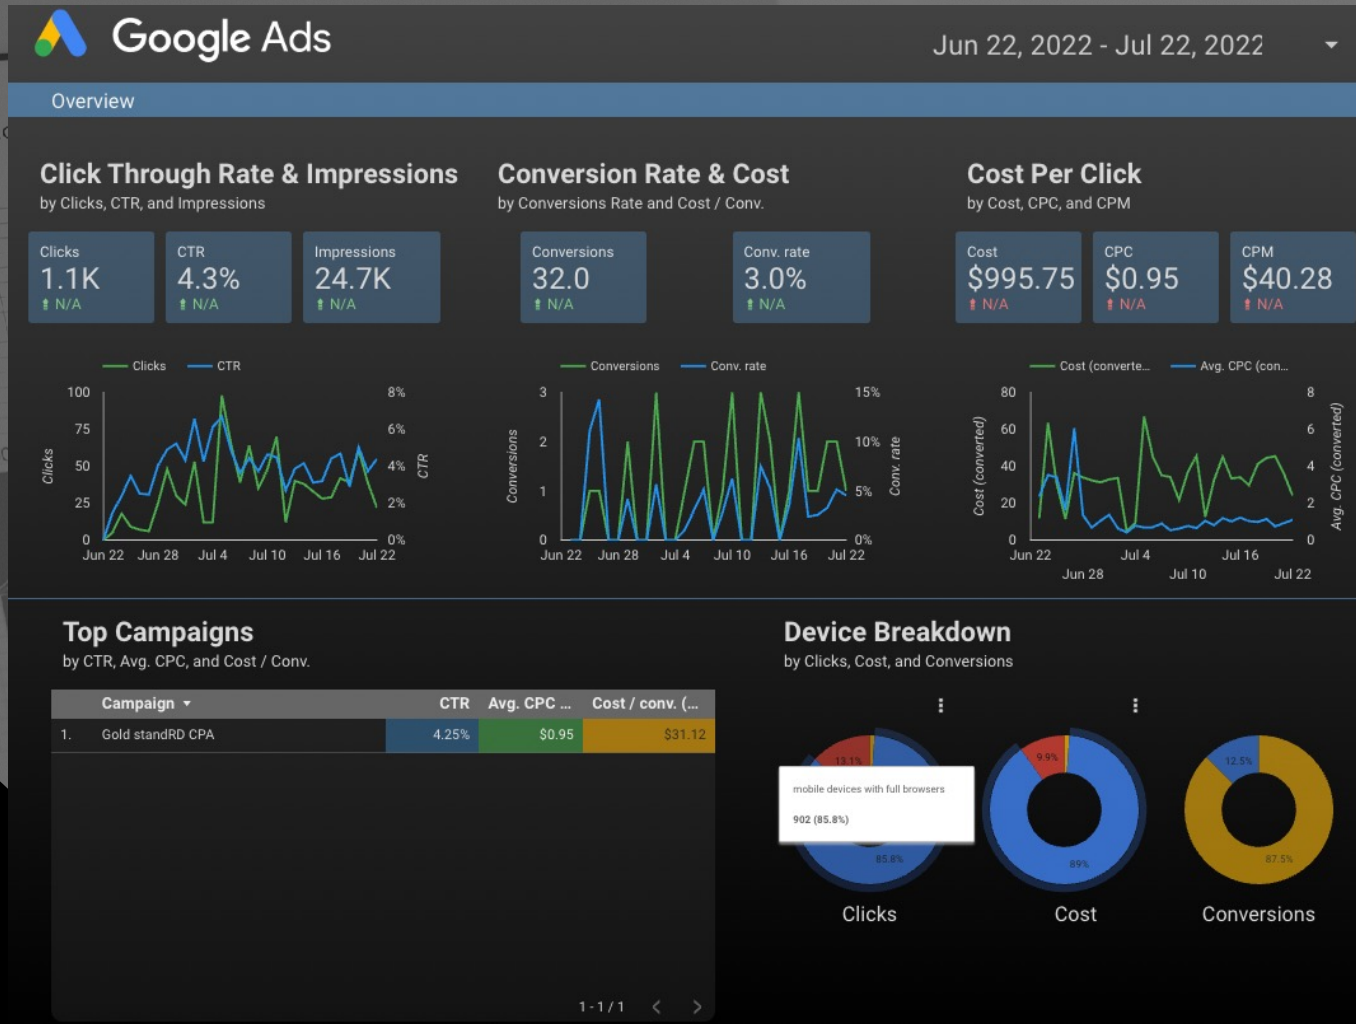 Google Ads
Jun 22, 2022 - Jul 22, 2022
Overview
Click Through Rate & Impressions
by Clicks, CTR, and Impressions
Clicks
1.1K
N/A
CTR
4.3%
N/A
Impressions
24.7K
N/A
Clicks CTR
100
75
50
25
0
Clicks
8%
6%
4%
2%
0%
CTR
Jun 22 Jun 28 Jul 4 Jul 10 Jul 16 Jul 22
Conversion Rate & Cost
by Conversions Rate and Cost / Conv.
Conversions
32.0
N/A
Conv. rate
3.0%
N/A
Conversions Conv. rate
3
2
1
0
Conversions
15%
10%
5%
0%
Conv. rate
Jun 22 Jun 28 Jul 4 Jul 10 Jul 16 Jul 22
Cost Per Click
by Cost, CPC, and CPM
Cost
$995.75
N/A
CPC
$0.95
N/A
CPM
$40.28
N/A
Cost (converte... Avg. CPC (con...
80
60
40
20
0
Cost (converted)
8
6
4
2
0
Avg. CPC (converted)
Jun 22 Jul 4 Jul 16
Jun 28 Jul 10 Jul 22
Top Campaigns
by CTR, Avg. CPC, and Cost / Conv.
Campaign CTR Avg. CPC ... Cost / conv. (...
1. Gold standRD CPA 4.25% $0.95 $31.12
1 - 1 / 1
Device Breakdown
by Clicks, Cost, and Conversions
13.1%
mobile devices with full browsers
902 (85.8%)
85.8%
Clicks
9.9%
89%
Cost
12.5%
87.5%
Conversions